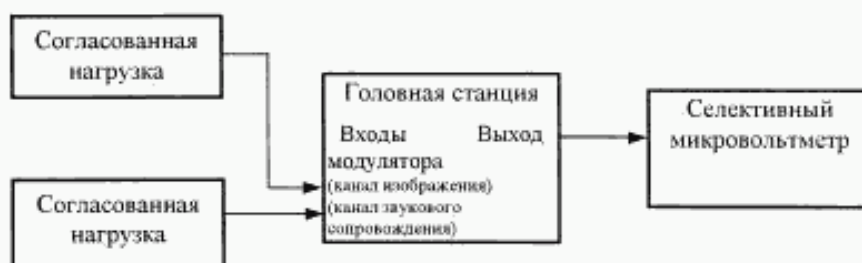 Согласованная
нагрузка
Головная станция
Входы Выход
модулятора
(канал изображения)
(канал звукового
сопровождения)
Селективный
микровольтметр
Согласованная
нагрузка